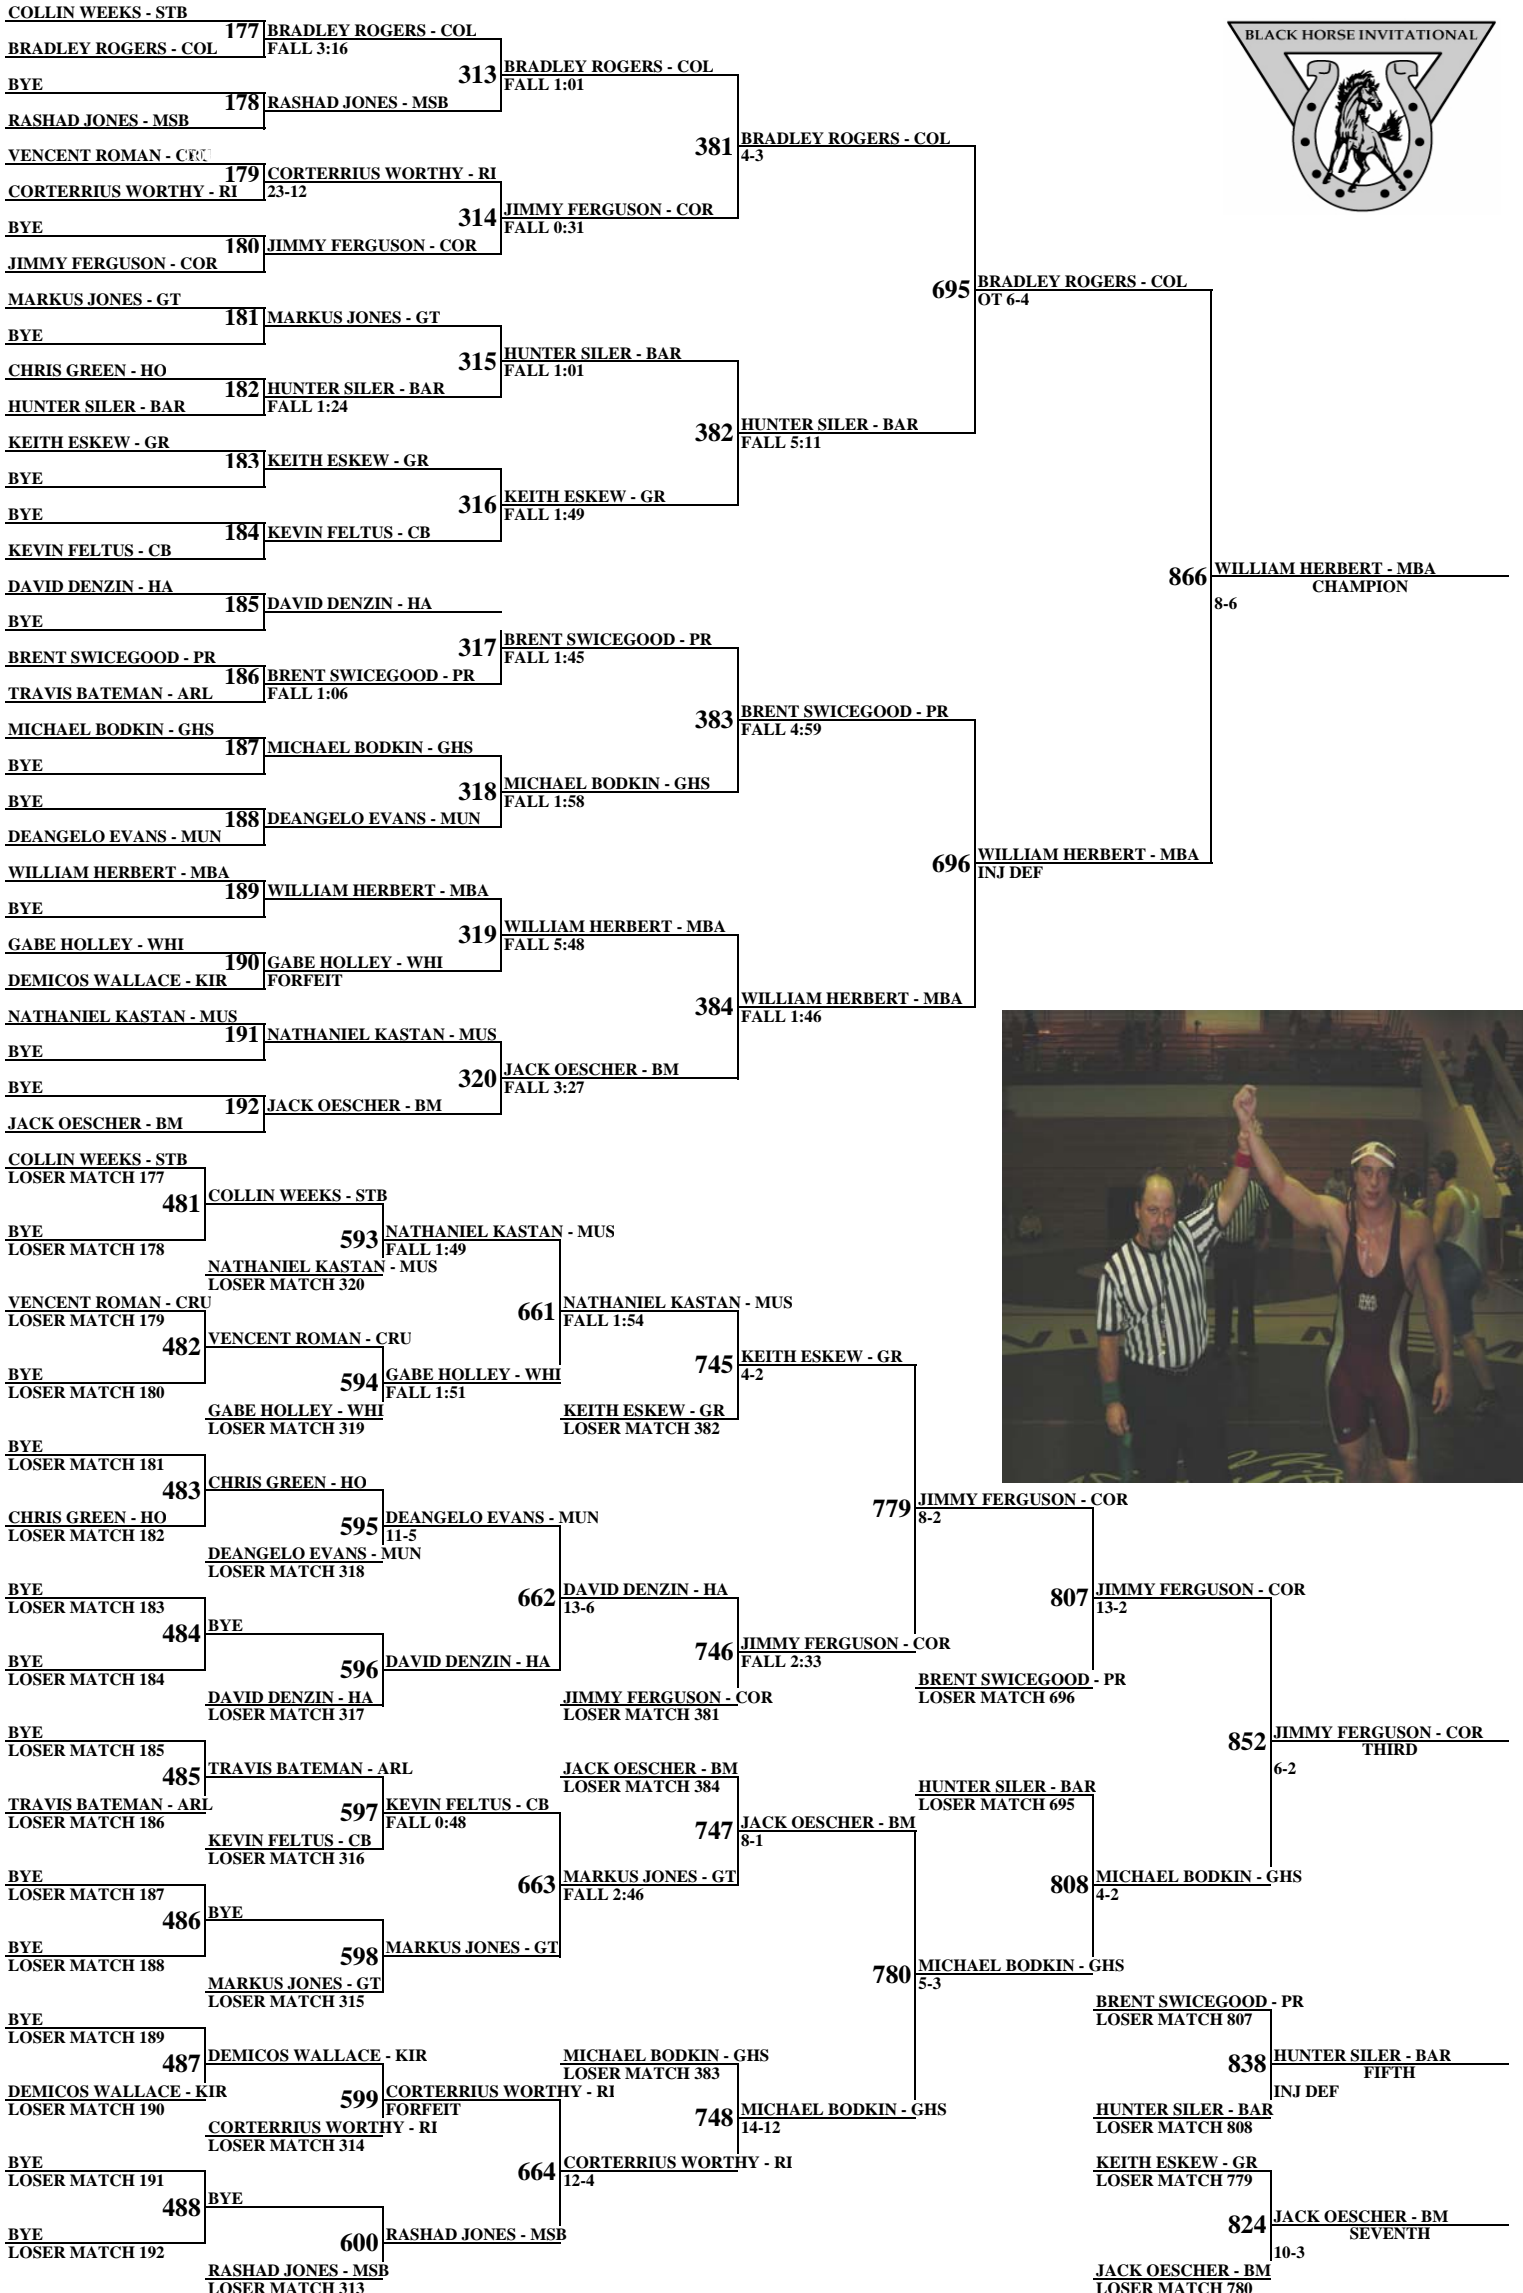 BLACK HORSE INVITATIONAL
COLLIN WEEKS - STB
177
BRADLEY ROGERS - COL
BRADLEY ROGERS - COL
FALL 3:16
313
BRADLEY ROGERS - COL
FALL 1:01
BYE
178
RASHAD JONES - MSB
RASHAD JONES - MSB
381
BRADLEY ROGERS - COL
4-3
VENCENT ROMAN -
179
CORTERRIUS WORTHY - RI
CORTERRIUS WORTHY - RI
23-12
314
JIMMY FERGUSON - COR
FALL 0:31
BYE
180
JIMMY FERGUSON - COR
JIMMY FERGUSON - COR
695
BRADLEY ROGERS - COL
OT 6-4
MARKUS JONES - GT
181
MARKUS JONES - GT
BYE
315
HUNTER SILER - BAR
FALL 1:01
CHRIS GREEN - HO
182
HUNTER SILER - BAR
HUNTER SILER - BAR
FALL 1:24
382
HUNTER SILER - BAR
FALL 5:11
KEITH ESKEW - GR
183
KEITH ESKEW - GR
BYE
316
KEITH ESKEW - GR
FALL 1:49
BYE
184
KEVIN FELTUS - CB
KEVIN FELTUS - CB
866
WILLIAM HERBERT - MBA
CHAMPION
8-6
DAVID DENZIN - HA
185
DAVID DENZIN - HA
BYE
317
BRENT SWICEGOOD - PR
FALL 1:45
BRENT SWICEGOOD - PR
186
BRENT SWICEGOOD - PR
TRAVIS BATEMAN - ARL
FALL 1:06
383
BRENT SWICEGOOD - PR
FALL 4:59
MICHAEL BODKIN - GHS
187
MICHAEL BODKIN - GHS
BYE
318
MICHAEL BODKIN - GHS
FALL 1:58
BYE
188
DEANGELO EVANS - MUN
DEANGELO EVANS - MUN
696
WILLIAM HERBERT - MBA
INJ DEF
WILLIAM HERBERT - MBA
189
WILLIAM HERBERT - MBA
BYE
319
WILLIAM HERBERT - MBA
FALL 5:48
GABE HOLLEY - WHI
190
GABE HOLLEY - WHI
DEMICOS WALLACE - KIR
FORFEIT
384
WILLIAM HERBERT - MBA
FALL 1:46
NATHANIEL KASTAN - MUS
191
NATHANIEL KASTAN - MUS
BYE
320
JACK OESCHER - BM
FALL 3:27
BYE
192
JACK OESCHER - BM
JACK OESCHER - BM
COLLIN WEEKS - STB
LOSER MATCH 177
481
COLLIN WEEKS - STB
BYE
LOSER MATCH 178
593
NATHANIEL KASTAN - MUS
FALL 1:49
NATHANIEL KASTAN - MUS
LOSER MATCH 320
661
NATHANIEL KASTAN - MUS
FALL 1:54
VENCENT ROMAN - CRU
LOSER MATCH 179
482
VENCENT ROMAN - CRU
BYE
LOSER MATCH 180
594
GABE HOLLEY - WHI
FALL 1:51
GABE HOLLEY - WHI
LOSER MATCH 319
745
KEITH ESKEW - GR
4-2
KEITH ESKEW - GR
LOSER MATCH 382
BYE
LOSER MATCH 181
483
CHRIS GREEN - HO
CHRIS GREEN - HO
LOSER MATCH 182
595
DEANGELO EVANS - MUN
11-5
DEANGELO EVANS - MUN
LOSER MATCH 318
779
JIMMY FERGUSON - COR
8-2
662
DAVID DENZIN - HA
13-6
BYE
LOSER MATCH 183
484
BYE
BYE
LOSER MATCH 184
596
DAVID DENZIN - HA
DAVID DENZIN - HA
LOSER MATCH 317
746
JIMMY FERGUSON - COR
FALL 2:33
JIMMY FERGUSON - COR
LOSER MATCH 381
807
JIMMY FERGUSON - COR
13-2
BRENT SWICEGOOD - PR
LOSER MATCH 696
852
JIMMY FERGUSON - COR
THIRD
6-2
BYE
LOSER MATCH 185
485
TRAVIS BATEMAN - ARL
TRAVIS BATEMAN - ARL
LOSER MATCH 186
597
KEVIN FELTUS - CB
FALL 0:48
KEVIN FELTUS - CB
LOSER MATCH 316
JACK OESCHER - BM
LOSER MATCH 384
747
JACK OESCHER - BM
8-1
663
MARKUS JONES - GT
FALL 2:46
HUNTER SILER - BAR
LOSER MATCH 695
808
MICHAEL BODKIN - GHS
4-2
BYE
LOSER MATCH 187
486
BYE
BYE
LOSER MATCH 188
598
MARKUS JONES - GT
MARKUS JONES - GT
LOSER MATCH 315
780
MICHAEL BODKIN - GHS
5-3
BYE
LOSER MATCH 189
487
DEMICOS WALLACE - KIR
DEMICOS WALLACE - KIR
LOSER MATCH 190
599
CORTERRIUS WORTHY - RI
FORFEIT
CORTERRIUS WORTHY - RI
LOSER MATCH 314
MICHAEL BODKIN - GHS
LOSER MATCH 383
748
MICHAEL BODKIN - GHS
14-12
664
CORTERRIUS WORTHY - RI
12-4
BRENT SWICEGOOD - PR
LOSER MATCH 807
838
HUNTER SILER - BAR
FIFTH
INJ DEF
HUNTER SILER - BAR
LOSER MATCH 808
BYE
LOSER MATCH 191
488
BYE
BYE
LOSER MATCH 192
600
RASHAD JONES - MSB
RASHAD JONES - MSB
LOSER MATCH 313
KEITH ESKEW - GR
LOSER MATCH 779
824
JACK OESCHER - BM
SEVENTH
10-3
JACK OESCHER - BM
LOSER MATCH 780